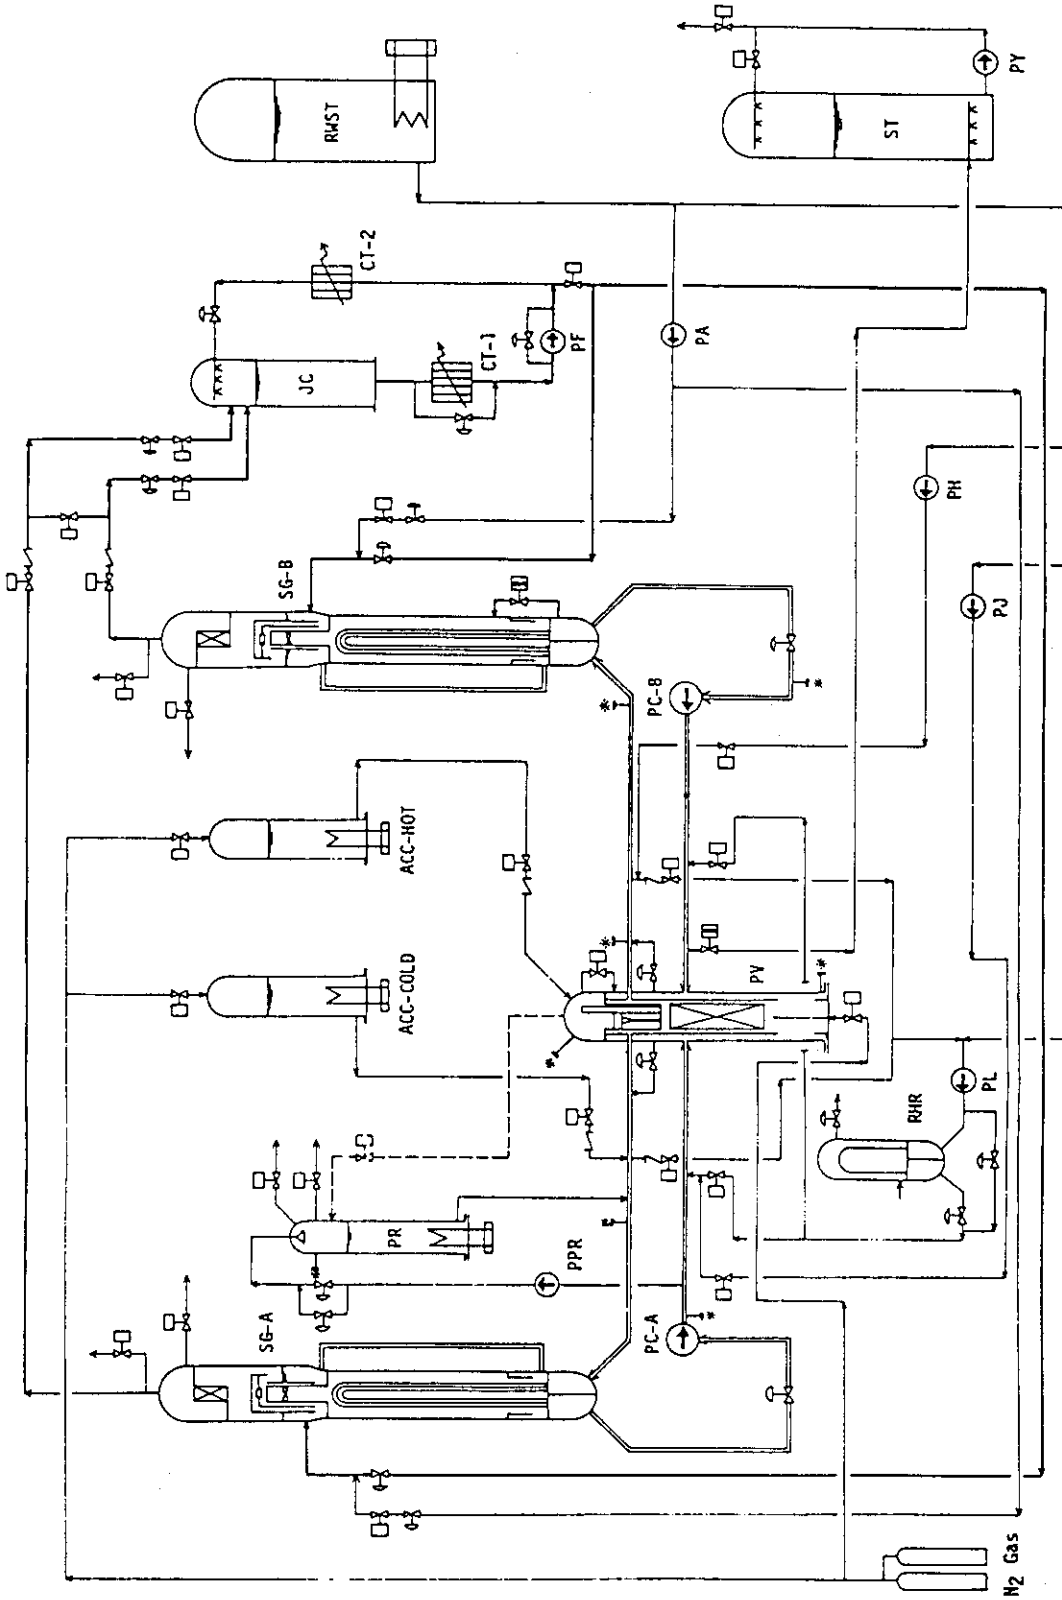 RWST
ST
PY
CT-2
JC
CT-1
PF
PA
PH
PJ
SG-B
PC-B
ACC-HOT
ACC-COLD
PV
PR
PPR
SG-A
PC-A
RHR
PL
N2 Gas